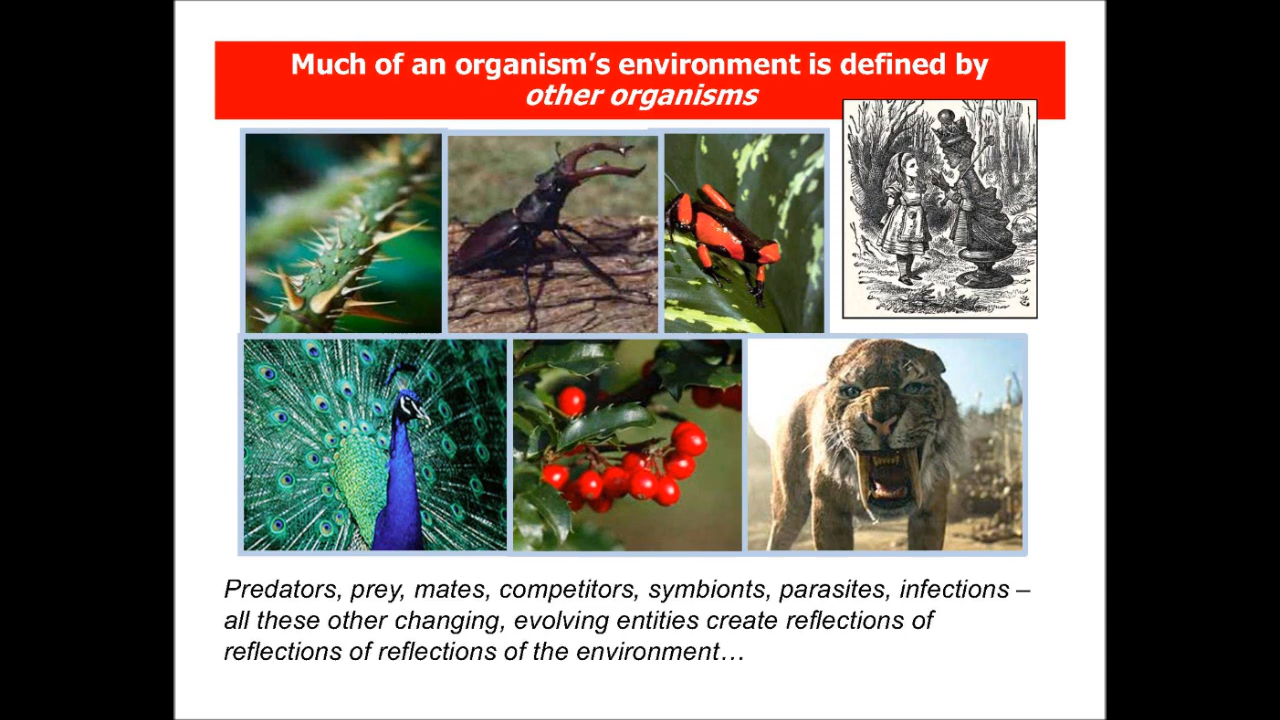 Much of an organism’s environment is defined by
other organisms
Predators, prey, mates, competitors, symbionts, parasites, infections –
all these other changing, evolving entities create reflections of
reflections of reflections of the environment…